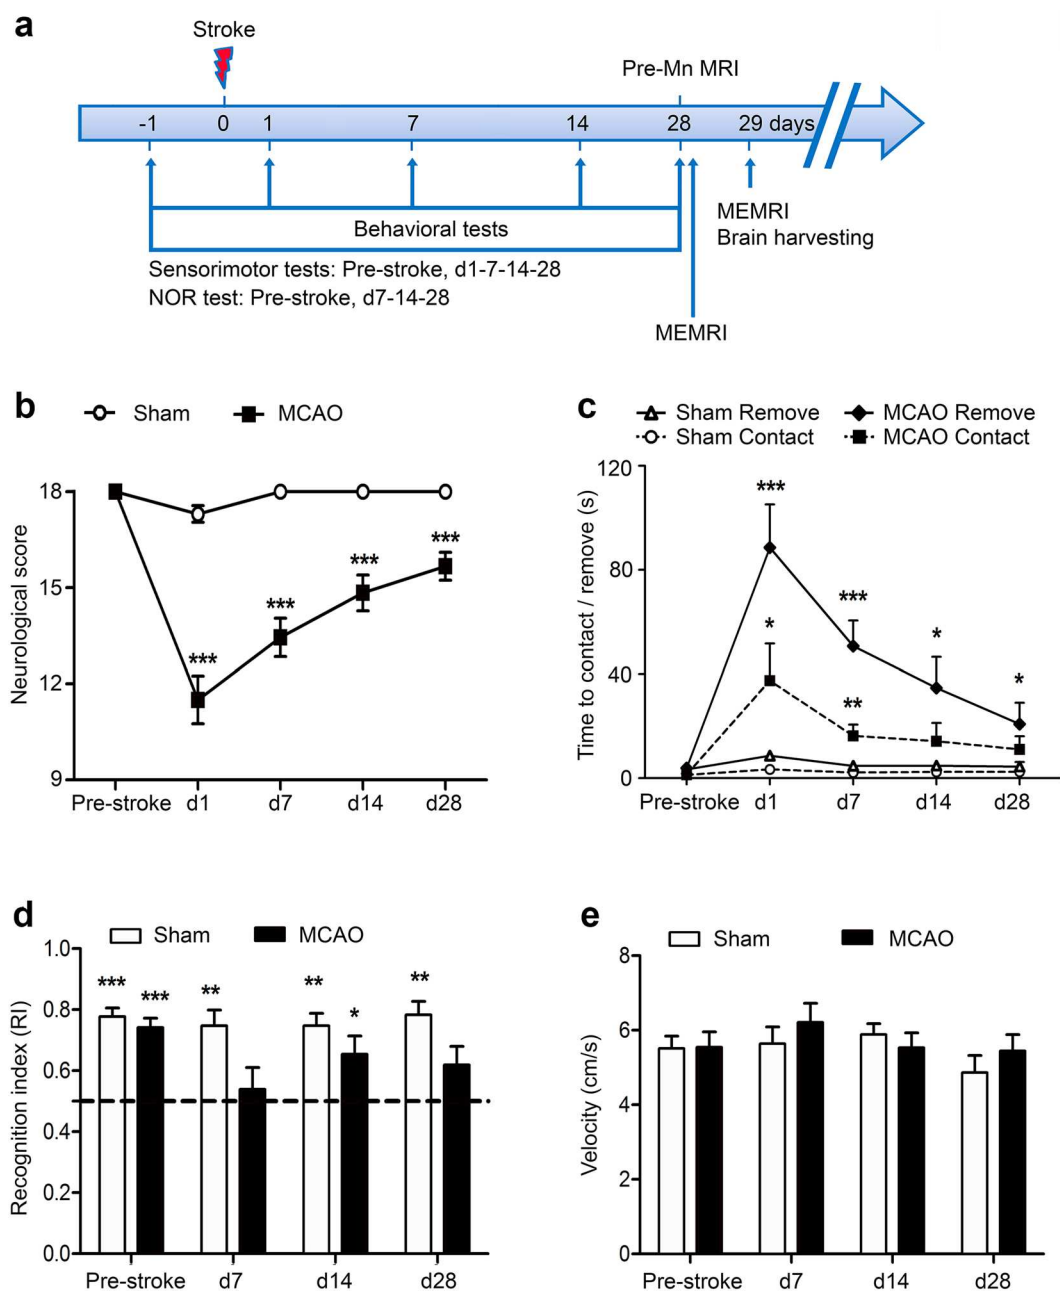 a
Stroke
Pre-Mn MRI
-1 0 1 7 14 28 29 days
Behavioral tests
MEMRI
Brain harvesting
Sensorimotor tests: Pre-stroke, d1-7-14-28
NOR test: Pre-stroke, d7-14-28
MEMRI
b
Sham MCAO
Neurological score
18
15
12
9
*** *** *** ***
Pre-stroke d1 d7 d14 d28
c
Sham Remove MCAO Remove
Sham Contact MCAO Contact
Time to contact / remove (s)
120
80
40
0
*** *** * *
* **
Pre-stroke d1 d7 d14 d28
d
Sham MCAO
Recognition index (RI)
1.0
0.8
0.6
0.4
0.2
0.0
*** *** ** ** * **
Pre-stroke d7 d14 d28
e
Sham MCAO
Velocity (cm/s)
8
6
4
2
0
Pre-stroke d7 d14 d28